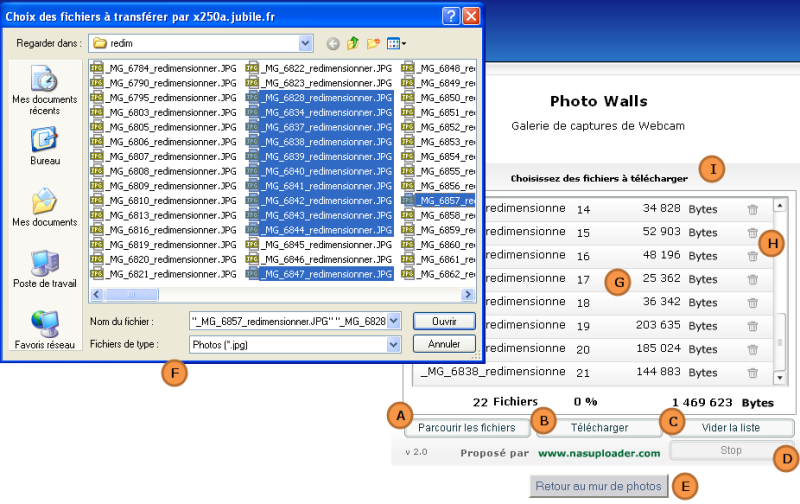 Choix des fichiers à transférer par x250a.jubile.fr
Regarder dans :
redim
Mes documents récents
Bureau
Mes documents
Poste de travail
Favoris réseau
_MG_6784_redimensionner.JPG
_MG_6790_redimensionner.JPG
_MG_6795_redimensionner.JPG
_MG_6803_redimensionner.JPG
_MG_6805_redimensionner.JPG
_MG_6806_redimensionner.JPG
_MG_6807_redimensionner.JPG
_MG_6808_redimensionner.JPG
_MG_6809_redimensionner.JPG
_MG_6810_redimensionner.JPG
_MG_6813_redimensionner.JPG
_MG_6816_redimensionner.JPG
_MG_6819_redimensionner.JPG
_MG_6820_redimensionner.JPG
_MG_6821_redimensionner.JPG
_MG_6822_redimensionner.JPG
_MG_6823_redimensionner.JPG
_MG_6828_redimensionner.JPG
_MG_6834_redimensionner.JPG
_MG_6837_redimensionner.JPG
_MG_6838_redimensionner.JPG
_MG_6839_redimensionner.JPG
_MG_6840_redimensionner.JPG
_MG_6841_redimensionner.JPG
_MG_6842_redimensionner.JPG
_MG_6843_redimensionner.JPG
_MG_6844_redimensionner.JPG
_MG_6845_redimensionner.JPG
_MG_6846_redimensionner.JPG
_MG_6847_redimensionner.JPG
_MG_6848_re
_MG_6849_re
_MG_6850_re
_MG_6851_re
_MG_6852_re
_MG_6853_re
_MG_6854_re
_MG_6855_re
_MG_6856_re
_MG_6857_re
_MG_6858_re
_MG_6859_re
_MG_6860_re
_MG_6861_re
_MG_6862_re
Nom du fichier :
"_MG_6857_redimensionner.JPG" "_MG_6828
Ouvrir
Fichiers de type :
Photos (*.jpg)
Annuler
F
Photo Walls
Galerie de captures de Webcam
Choisissez des fichiers à télécharger
I
redimensionne 14 34 828 Bytes
redimensionne 15 52 903 Bytes
H
redimensionne 16 48 196 Bytes
redimensionne 17 25 362 Bytes
G
redimensionne 18 36 342 Bytes
redimensionne 19 203 635 Bytes
redimensionne 20 185 024 Bytes
_MG_6838_redimensionne 21 144 883 Bytes
22 Fichiers 0 % 1 469 623 Bytes
A
Parcourir les fichiers
B
Télécharger
C
Vider la liste
Stop
D
v 2.0 Proposé par www.nasuploader.com
Retour au mur de photos
E